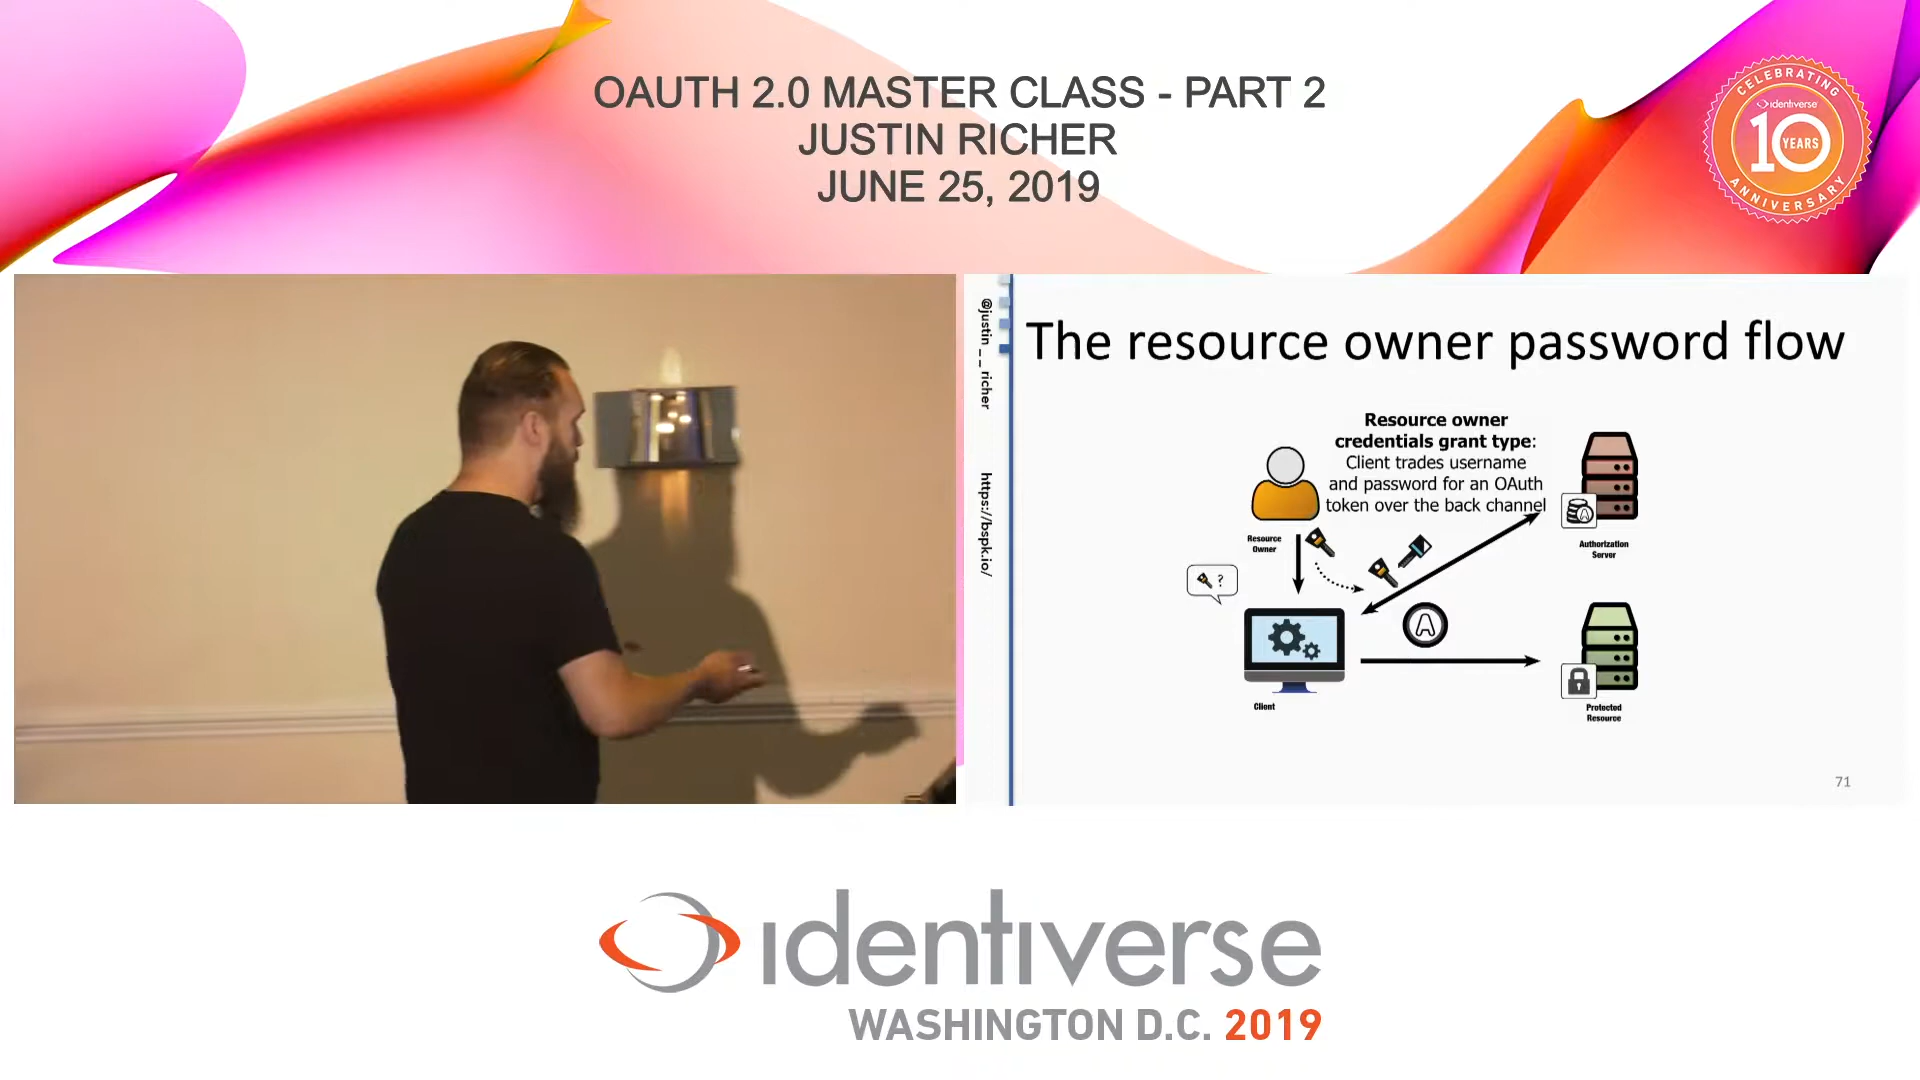 OAUTH 2.0 MASTER CLASS - PART 2
JUSTIN RICHER
JUNE 25, 2019
CELEBRATING
identiverse
10 YEARS
ANNIVERSARY
@justin__richer
https://bspk.io/
The resource owner password flow
Resource owner
credentials grant type:
Client trades username
and password for an OAuth
token over the back channel
Resource
Owner
Authorization
Server
?
A
A
Client
Protected
Resource
71
identiverse
WASHINGTON D.C. 2019